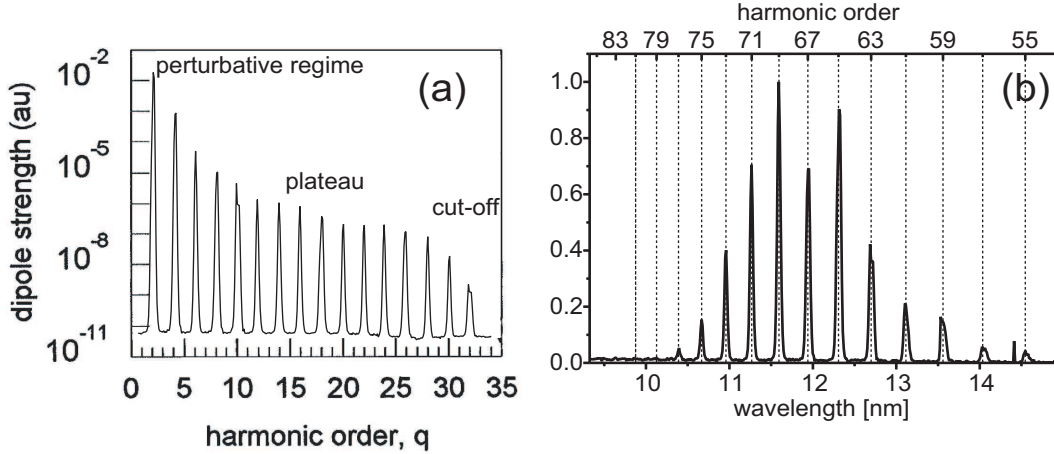 (a)
dipole strength (au)
10-2
10-5
10-8
10-11
perturbative regime
plateau
cut-off
0 5 10 15 20 25 30 35
harmonic order, q
(b)
harmonic order
83 79 75 71 67 63 59 55
1.0
0.8
0.6
0.4
0.2
0.0
10 11 12 13 14
wavelength [nm]